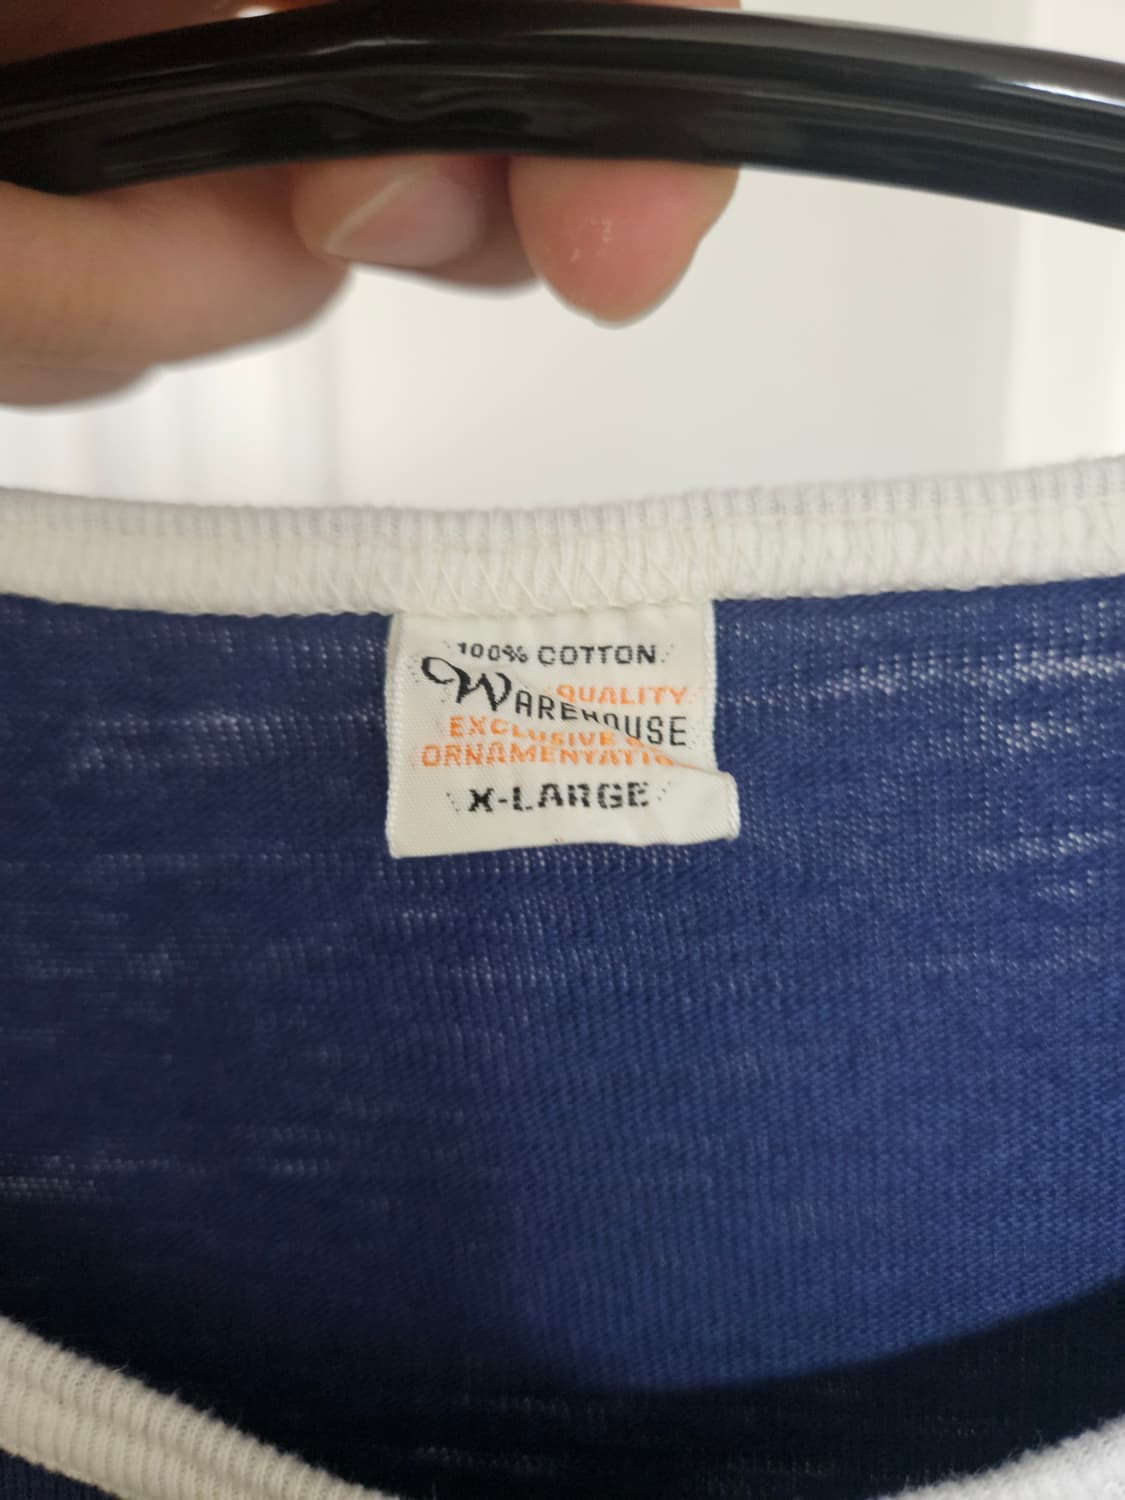 100% COTTON
QUALITY
WAREHOUSE
EXCLUSIVE
ORNAMENTATION
X-LARGE